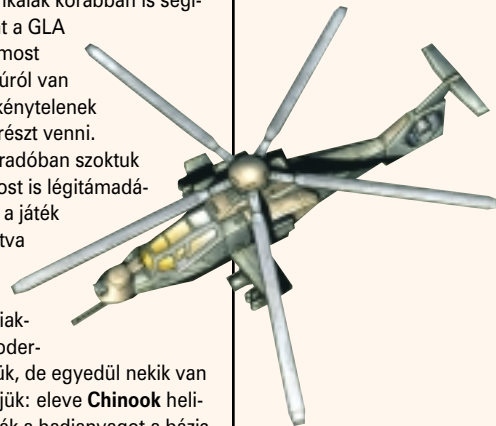 nkaiak korábban is segí-
t a GLA
most
úról van
kénytelenek
részt venni.
radóban szoktuk
ost is légitámadá-
a játék
tva
iak-
oder-
ük, de egyedül nekik van
jük: eleve Chinook heli-